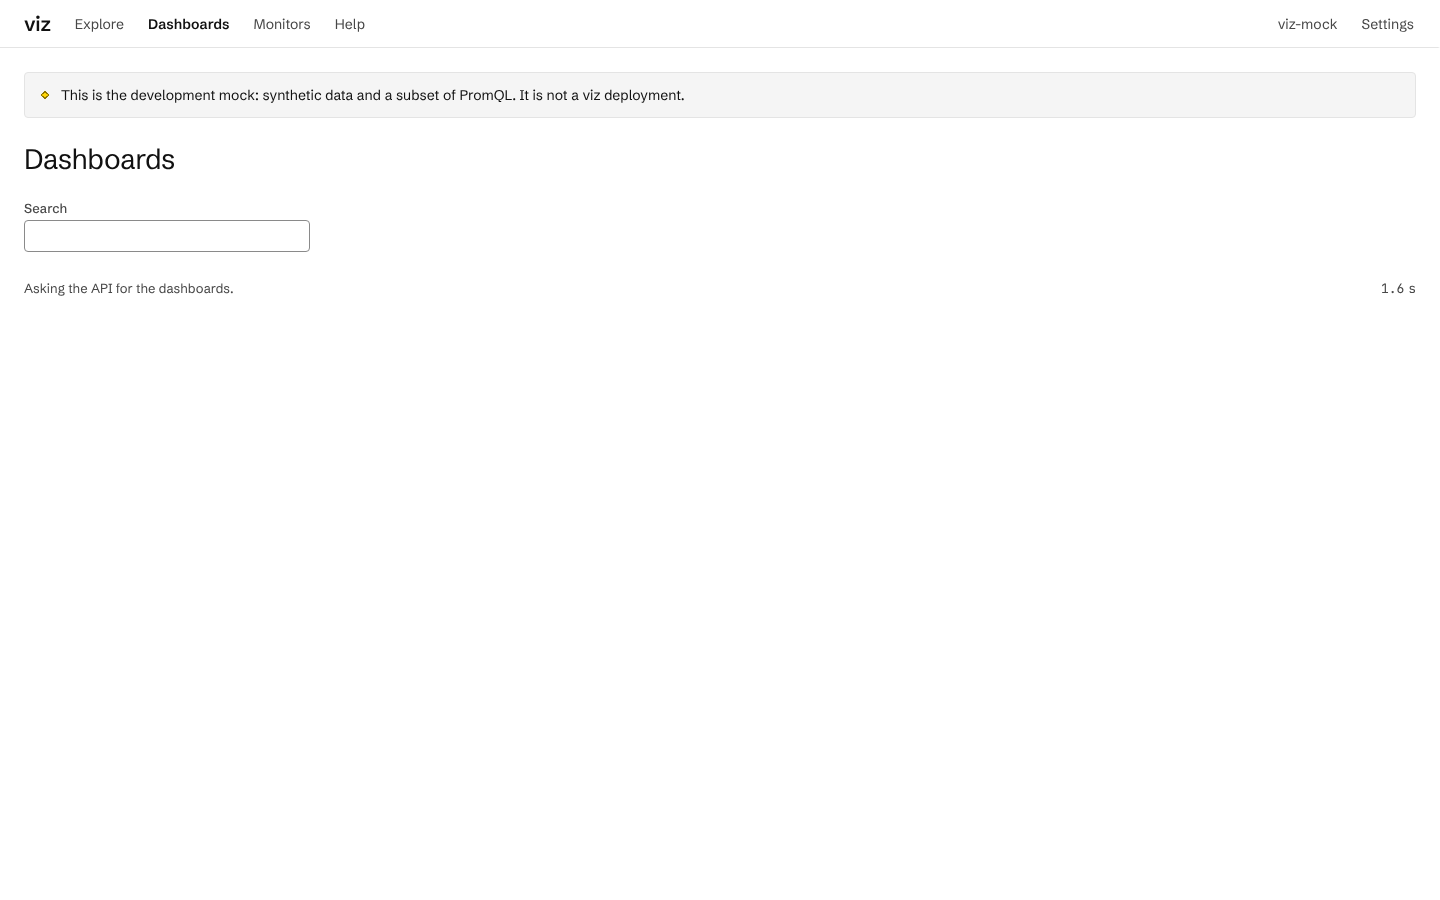 viz Explore Dashboards Monitors Help viz-mock Settings
This is the development mock: synthetic data and a subset of PromQL. It is not a viz deployment.
Dashboards
Search
Asking the API for the dashboards. 1.6 s